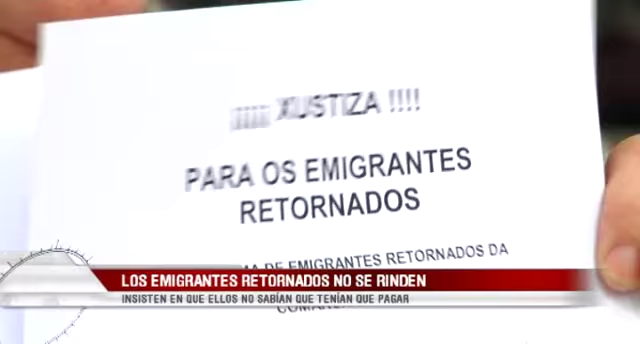 ¡¡¡¡¡ XUSTIZA !!!!
PARA OS EMIGRANTES
RETORNADOS
DE EMIGRANTES RETORNADOS DA
LOS EMIGRANTES RETORNADOS NO SE RINDEN
INSISTEN EN QUE ELLOS NO SABÍAN QUE TENÍAN QUE PAGAR